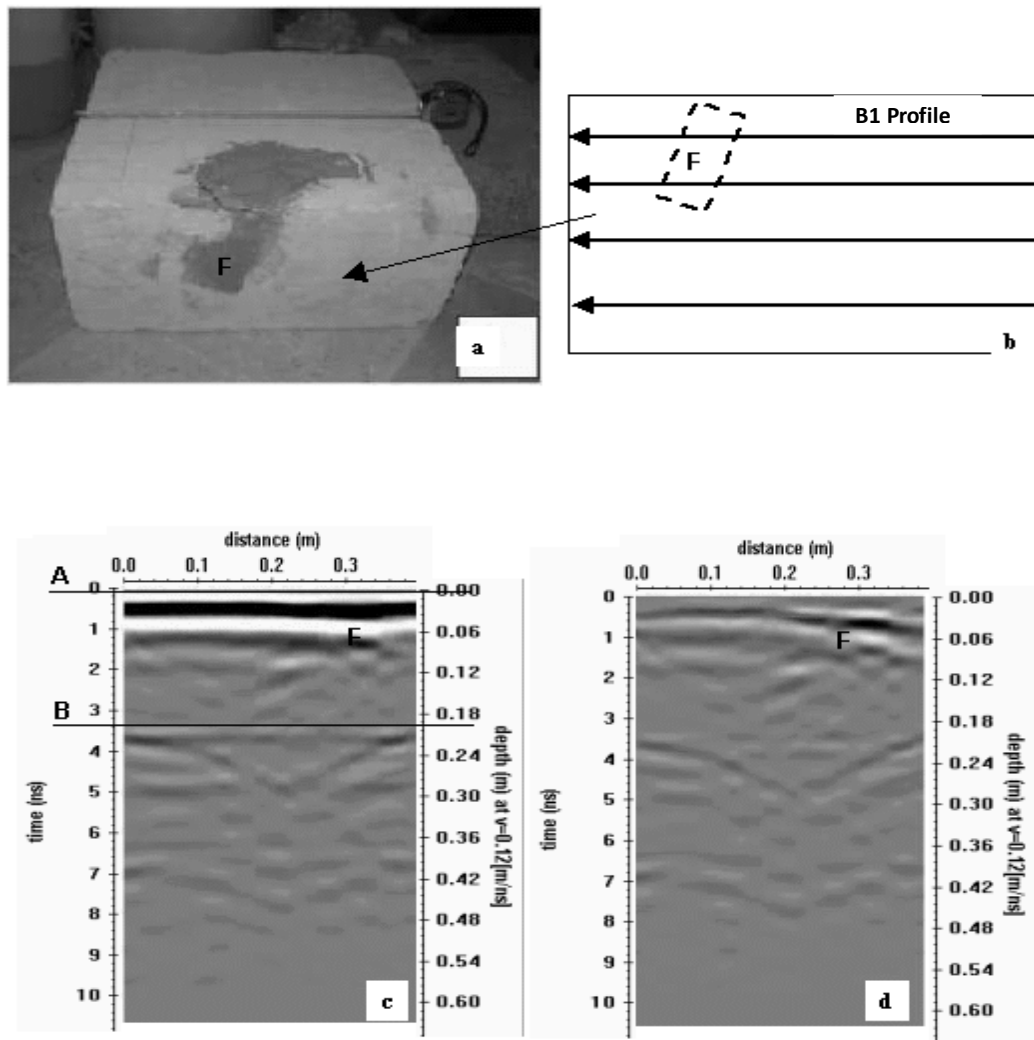 F
a
B1 Profile
F
b
distance (m)
0.0 0.1 0.2 0.3
A
B
F
0
1
2
3
4
5
6
7
8
9
10
time (ns)
0.00
0.06
0.12
0.18
0.24
0.30
0.36
0.42
0.48
0.54
0.60
depth (m) at v=0.12[m/ns]
c
distance (m)
0.0 0.1 0.2 0.3
F
0
1
2
3
4
5
6
7
8
9
10
time (ns)
0.00
0.06
0.12
0.18
0.24
0.30
0.36
0.42
0.48
0.54
0.60
depth (m) at v=0.12[m/ns]
d